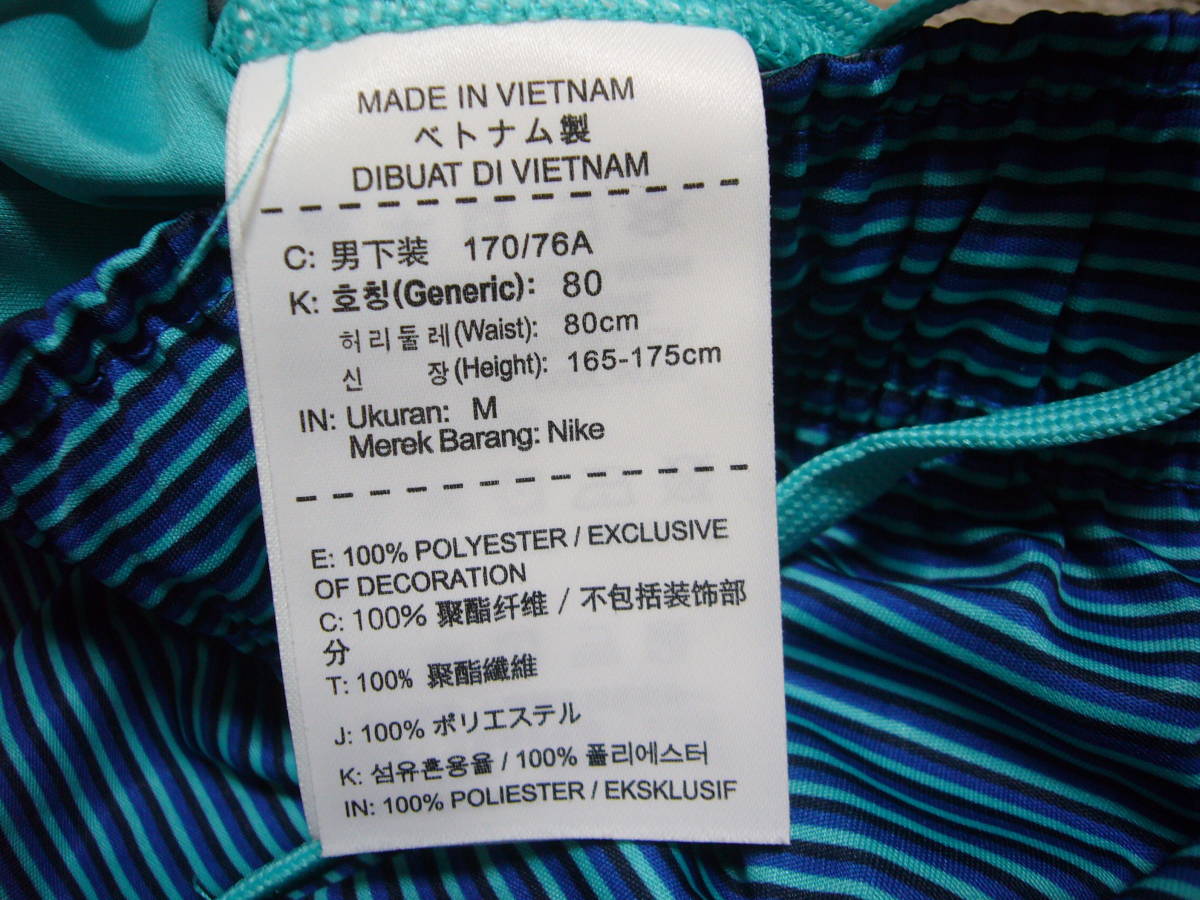 MADE IN VIETNAM
ベトナム製
DIBUAT DI VIETNAM
C: 男下装 170/76A
K: 호칭(Generic): 80
허리둘레(Waist): 80cm
신 장(Height): 165-175cm
IN: Ukuran: M
Merek Barang: Nike
E: 100% POLYESTER / EXCLUSIVE
OF DECORATION
C: 100% 聚酯纤维 / 不包括装饰部
分
T: 100% 聚酯纖維
J: 100% ポリエステル
K: 섬유혼용율 / 100% 폴리에스터
IN: 100% POLIESTER / EKSKLUSIF